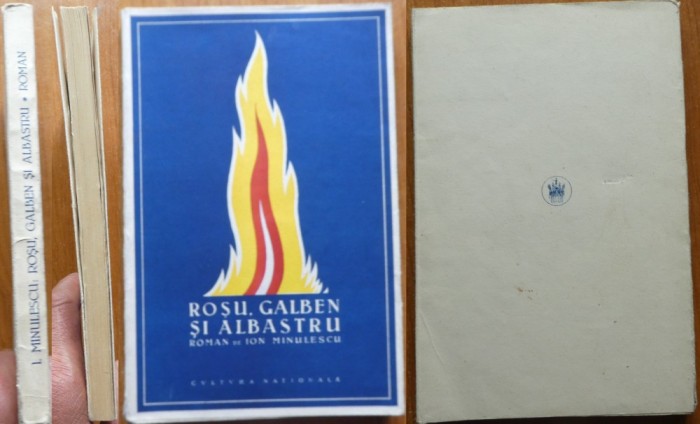 I. MINULESCU: ROȘU, GALBEN ȘI ALBASTRU • ROMAN
ROȘU, GALBEN
ȘI ALBASTRU
ROMAN DE ION MINULESCU
CULTURA NAȚIONALĂ